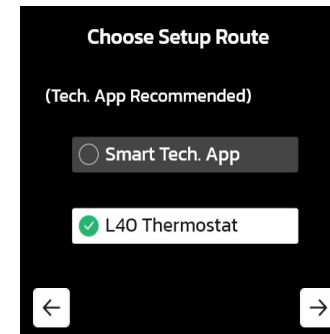 Choose Setup Route
(Tech. App Recommended)
Smart Tech. App
L40 Thermostat